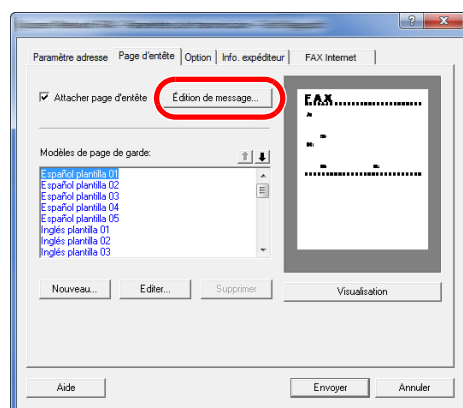 Paramètre adresse Page d'entête Option Info. expéditeur FAX Internet
Attacher page d'entête Édition de message...
FAX
Modèles de page de garde:
Español plantilla 01
Español plantilla 02
Español plantilla 03
Español plantilla 04
Español plantilla 05
Inglés plantilla 01
Inglés plantilla 02
Inglés plantilla 03
Nouveau... Editer... Supprimer Visualisation
Aide Envoyer Annuler